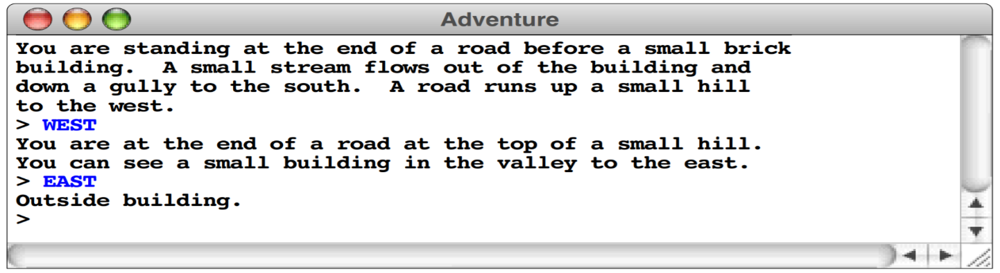 Adventure
You are standing at the end of a road before a small brick
building.  A small stream flows out of the building and
down a gully to the south.  A road runs up a small hill
to the west.
> WEST
You are at the end of a road at the top of a small hill.
You can see a small building in the valley to the east.
> EAST
Outside building.
>